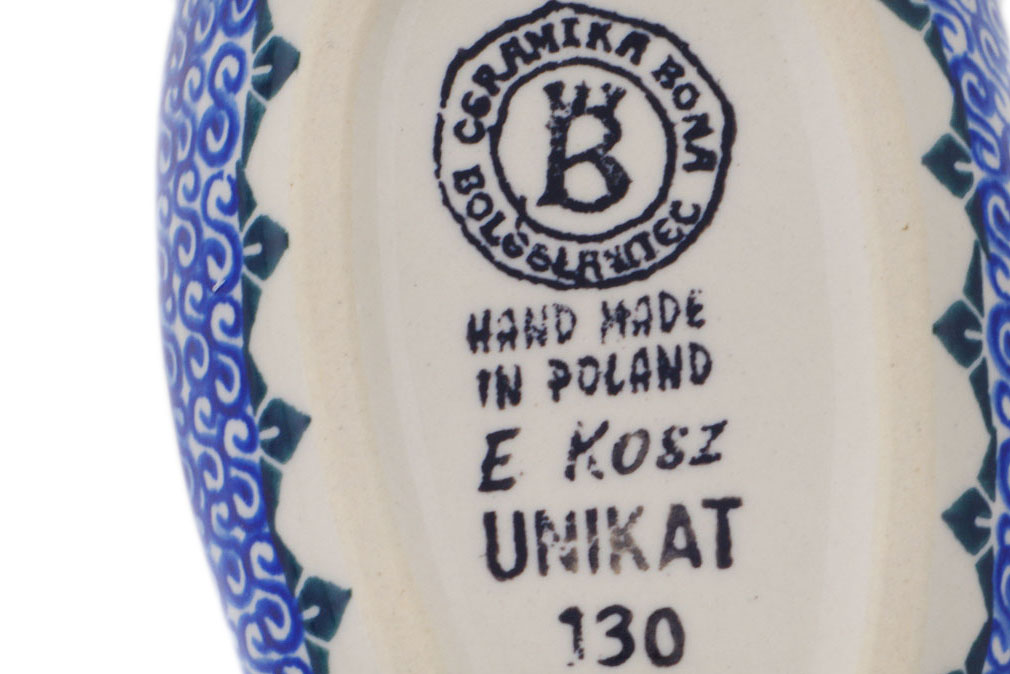 CERAMIKA BONA
BOLESŁAWIEC
B
HAND MADE
IN POLAND
E KOSZ
UNIKAT
130